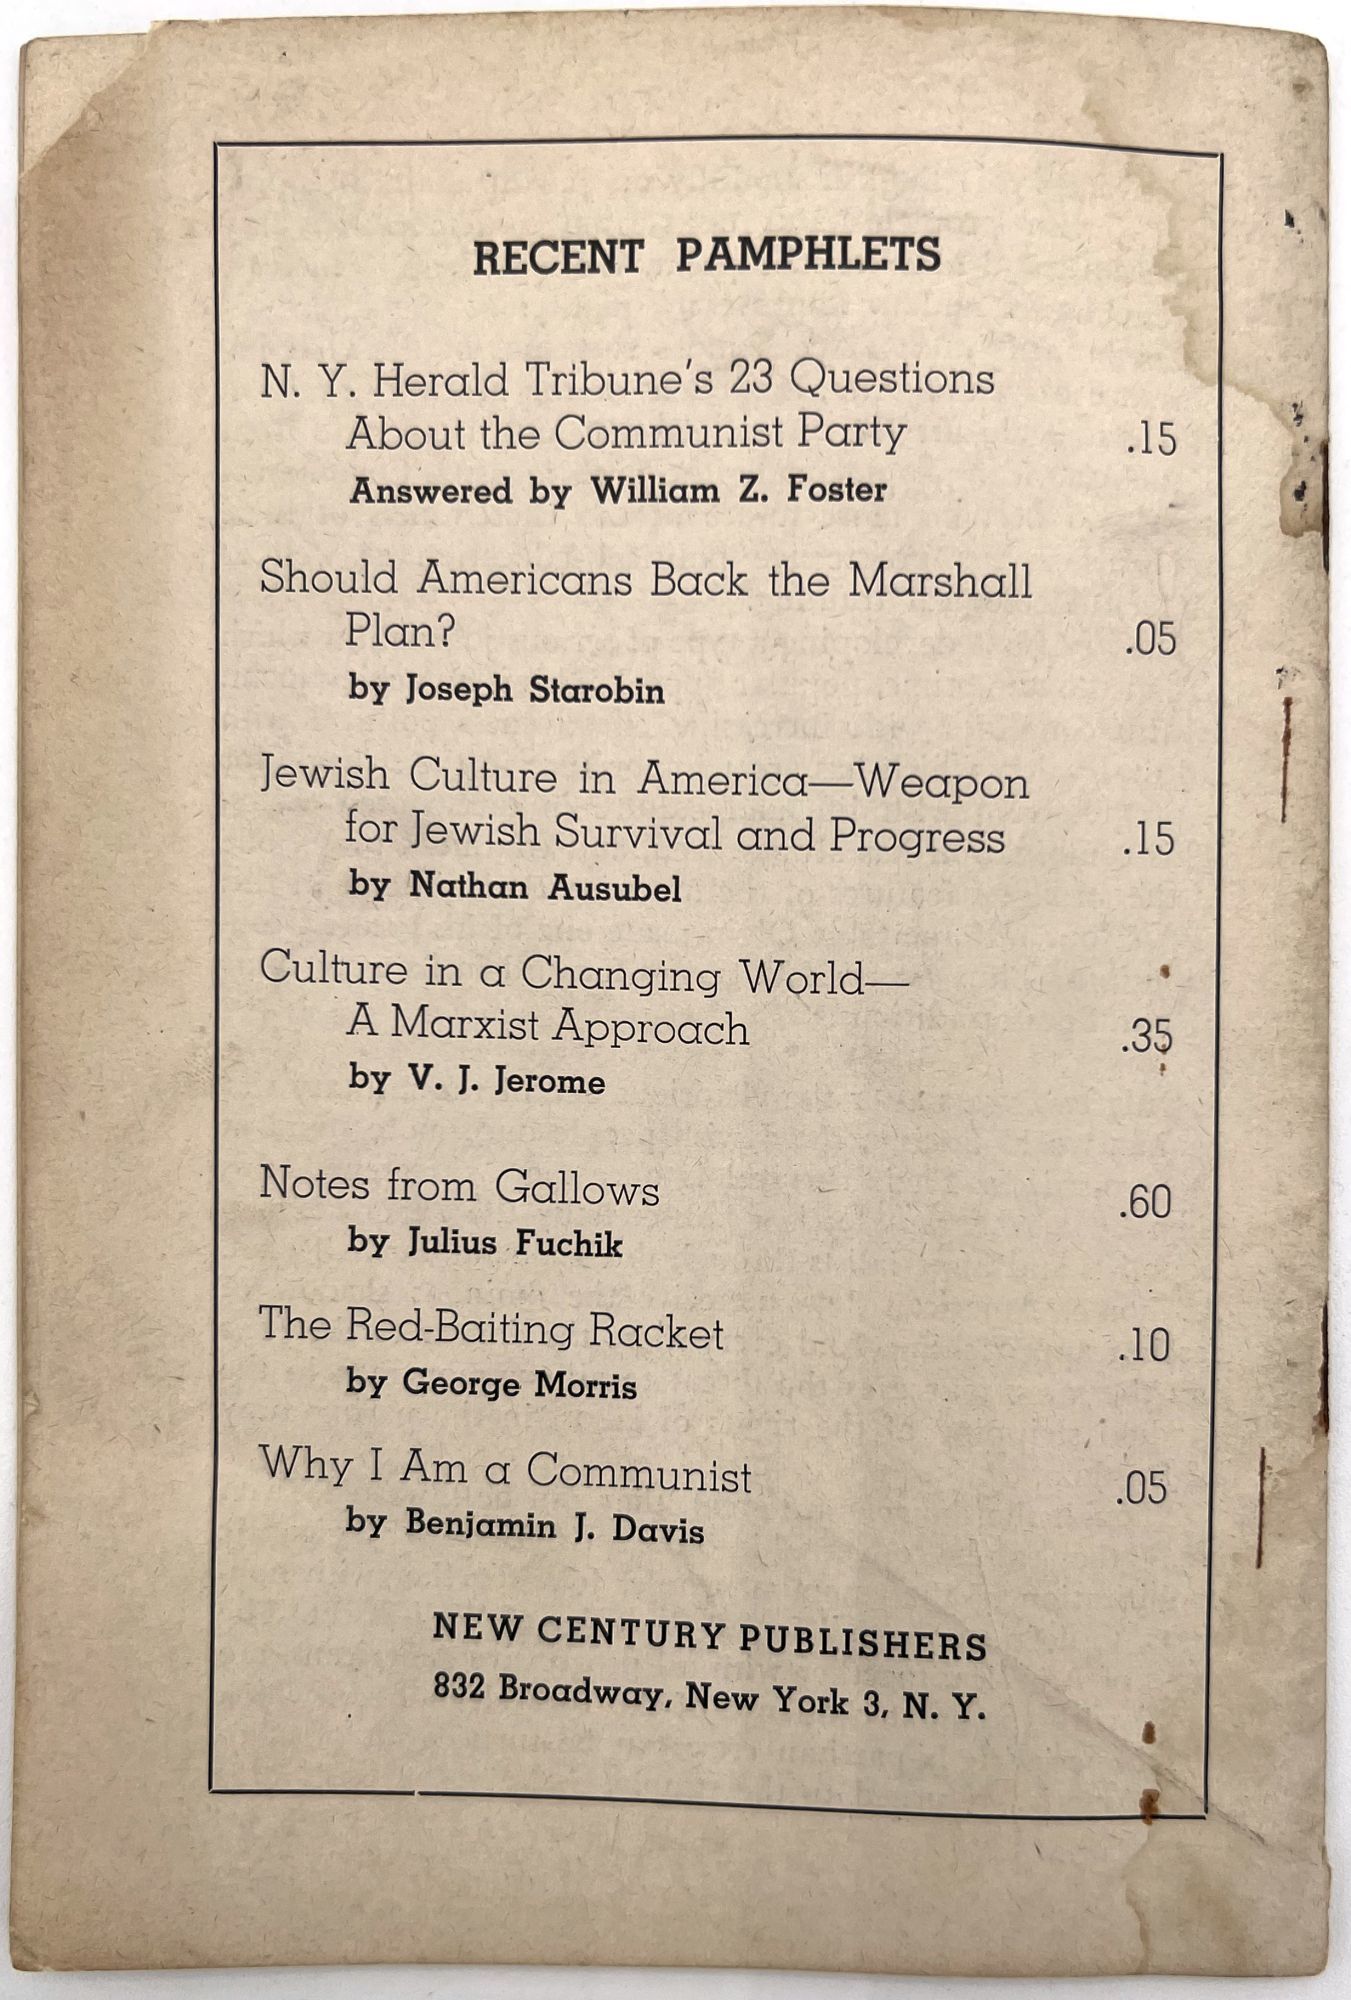 RECENT PAMPHLETS
N. Y. Herald Tribune's 23 Questions
About the Communist Party .15
Answered by William Z. Foster
Should Americans Back the Marshall
Plan? .05
by Joseph Starobin
Jewish Culture in America—Weapon
for Jewish Survival and Progress .15
by Nathan Ausubel
Culture in a Changing World—
A Marxist Approach .35
by V. J. Jerome
Notes from Gallows .60
by Julius Fuchik
The Red-Baiting Racket .10
by George Morris
Why I Am a Communist .05
by Benjamin J. Davis
NEW CENTURY PUBLISHERS
832 Broadway, New York 3, N. Y.